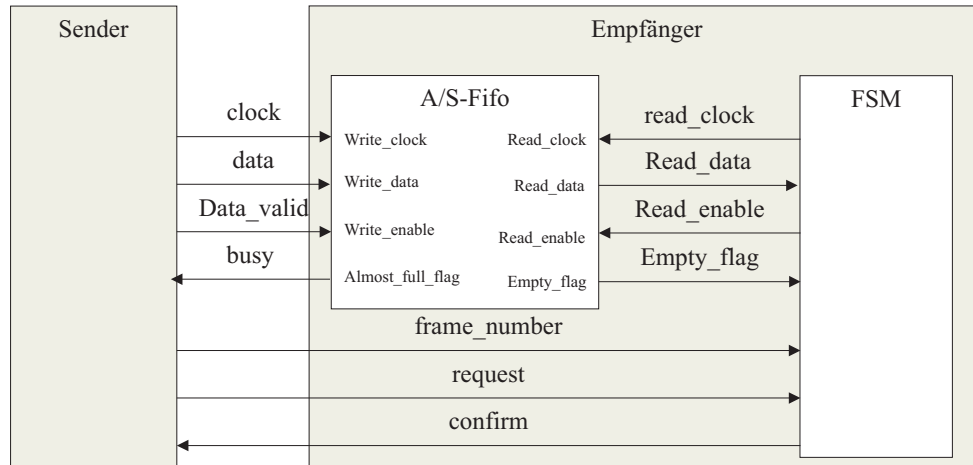 Sender
Empfänger
A/S-Fifo
FSM
clock
Write_clock
Read_clock
read_clock
data
Write_data
Read_data
Read_data
Data_valid
Write_enable
Read_enable
Read_enable
busy
Almost_full_flag
Empty_flag
Empty_flag
frame_number
request
confirm